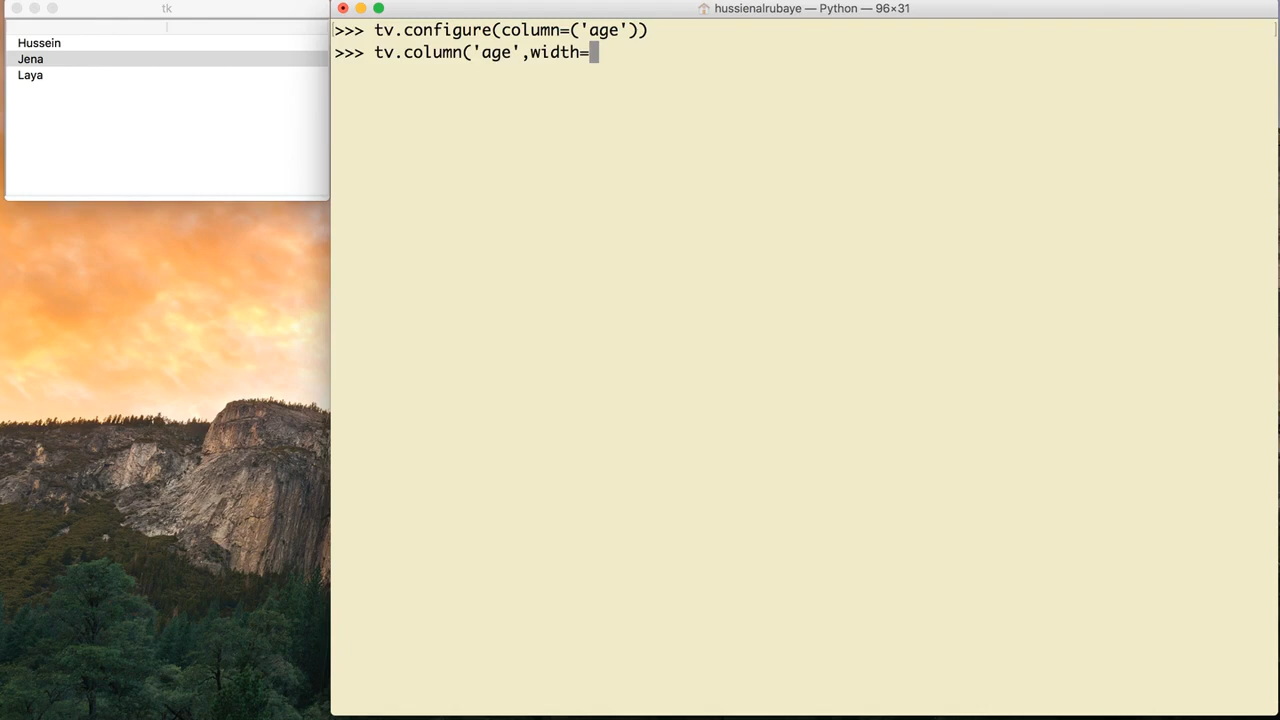 tk
Hussein
Jena
Laya
hussienalrubaye — Python — 96×31
>>> tv.configure(column=('age'))
>>> tv.column('age',width=